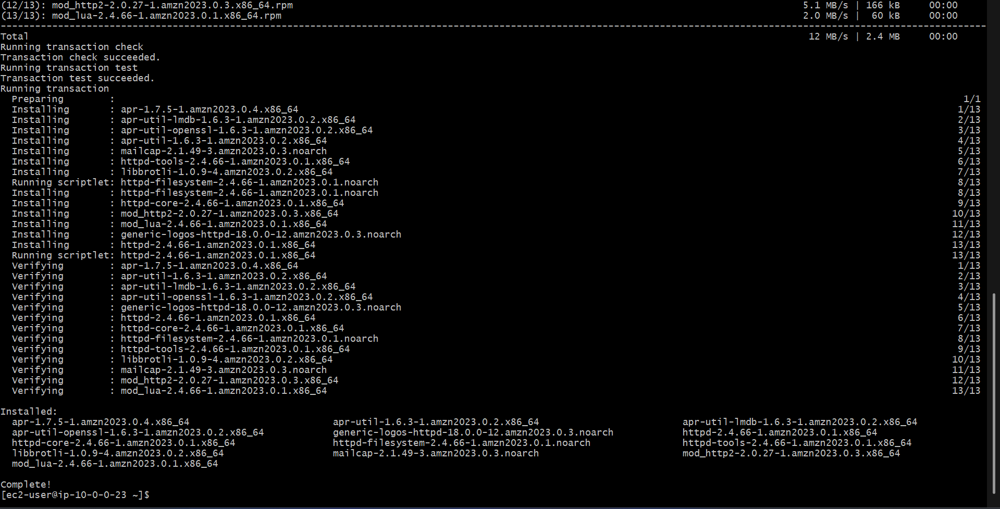 (12/13): mod_http2-2.0.27-1.amzn2023.0.3.x86_64.rpm 5.1 MB/s | 166 kB 00:00
(13/13): mod_lua-2.4.66-1.amzn2023.0.1.x86_64.rpm 2.0 MB/s | 60 kB 00:00
--------------------------------------------------------------------------------
Total 12 MB/s | 2.4 MB 00:00
Running transaction check
Transaction check succeeded.
Running transaction test
Transaction test succeeded.
Running transaction
Preparing : 1/1
Installing : apr-1.7.5-1.amzn2023.0.4.x86_64 1/13
Installing : apr-util-lmdb-1.6.3-1.amzn2023.0.2.x86_64 2/13
Installing : apr-util-openssl-1.6.3-1.amzn2023.0.2.x86_64 3/13
Installing : apr-util-1.6.3-1.amzn2023.0.2.x86_64 4/13
Installing : mailcap-2.1.49-3.amzn2023.0.3.noarch 5/13
Installing : httpd-tools-2.4.66-1.amzn2023.0.1.x86_64 6/13
Installing : libbrotli-1.0.9-4.amzn2023.0.2.x86_64 7/13
Running scriptlet: httpd-filesystem-2.4.66-1.amzn2023.0.1.noarch 8/13
Installing : httpd-filesystem-2.4.66-1.amzn2023.0.1.noarch 8/13
Installing : httpd-core-2.4.66-1.amzn2023.0.1.x86_64 9/13
Installing : mod_http2-2.0.27-1.amzn2023.0.3.x86_64 10/13
Installing : mod_lua-2.4.66-1.amzn2023.0.1.x86_64 11/13
Installing : generic-logos-httpd-18.0.0-12.amzn2023.0.3.noarch 12/13
Installing : httpd-2.4.66-1.amzn2023.0.1.x86_64 13/13
Running scriptlet: httpd-2.4.66-1.amzn2023.0.1.x86_64 13/13
Verifying : apr-1.7.5-1.amzn2023.0.4.x86_64 1/13
Verifying : apr-util-1.6.3-1.amzn2023.0.2.x86_64 2/13
Verifying : apr-util-lmdb-1.6.3-1.amzn2023.0.2.x86_64 3/13
Verifying : apr-util-openssl-1.6.3-1.amzn2023.0.2.x86_64 4/13
Verifying : generic-logos-httpd-18.0.0-12.amzn2023.0.3.noarch 5/13
Verifying : httpd-2.4.66-1.amzn2023.0.1.x86_64 6/13
Verifying : httpd-core-2.4.66-1.amzn2023.0.1.x86_64 7/13
Verifying : httpd-filesystem-2.4.66-1.amzn2023.0.1.noarch 8/13
Verifying : httpd-tools-2.4.66-1.amzn2023.0.1.x86_64 9/13
Verifying : libbrotli-1.0.9-4.amzn2023.0.2.x86_64 10/13
Verifying : mailcap-2.1.49-3.amzn2023.0.3.noarch 11/13
Verifying : mod_http2-2.0.27-1.amzn2023.0.3.x86_64 12/13
Verifying : mod_lua-2.4.66-1.amzn2023.0.1.x86_64 13/13
Installed:
apr-1.7.5-1.amzn2023.0.4.x86_64 apr-util-1.6.3-1.amzn2023.0.2.x86_64 apr-util-lmdb-1.6.3-1.amzn2023.0.2.x86_64
apr-util-openssl-1.6.3-1.amzn2023.0.2.x86_64 generic-logos-httpd-18.0.0-12.amzn2023.0.3.noarch httpd-2.4.66-1.amzn2023.0.1.x86_64
httpd-core-2.4.66-1.amzn2023.0.1.x86_64 httpd-filesystem-2.4.66-1.amzn2023.0.1.noarch httpd-tools-2.4.66-1.amzn2023.0.1.x86_64
libbrotli-1.0.9-4.amzn2023.0.2.x86_64 mailcap-2.1.49-3.amzn2023.0.3.noarch mod_http2-2.0.27-1.amzn2023.0.3.x86_64
mod_lua-2.4.66-1.amzn2023.0.1.x86_64
Complete!
[ec2-user@ip-10-0-0-23 ~]$